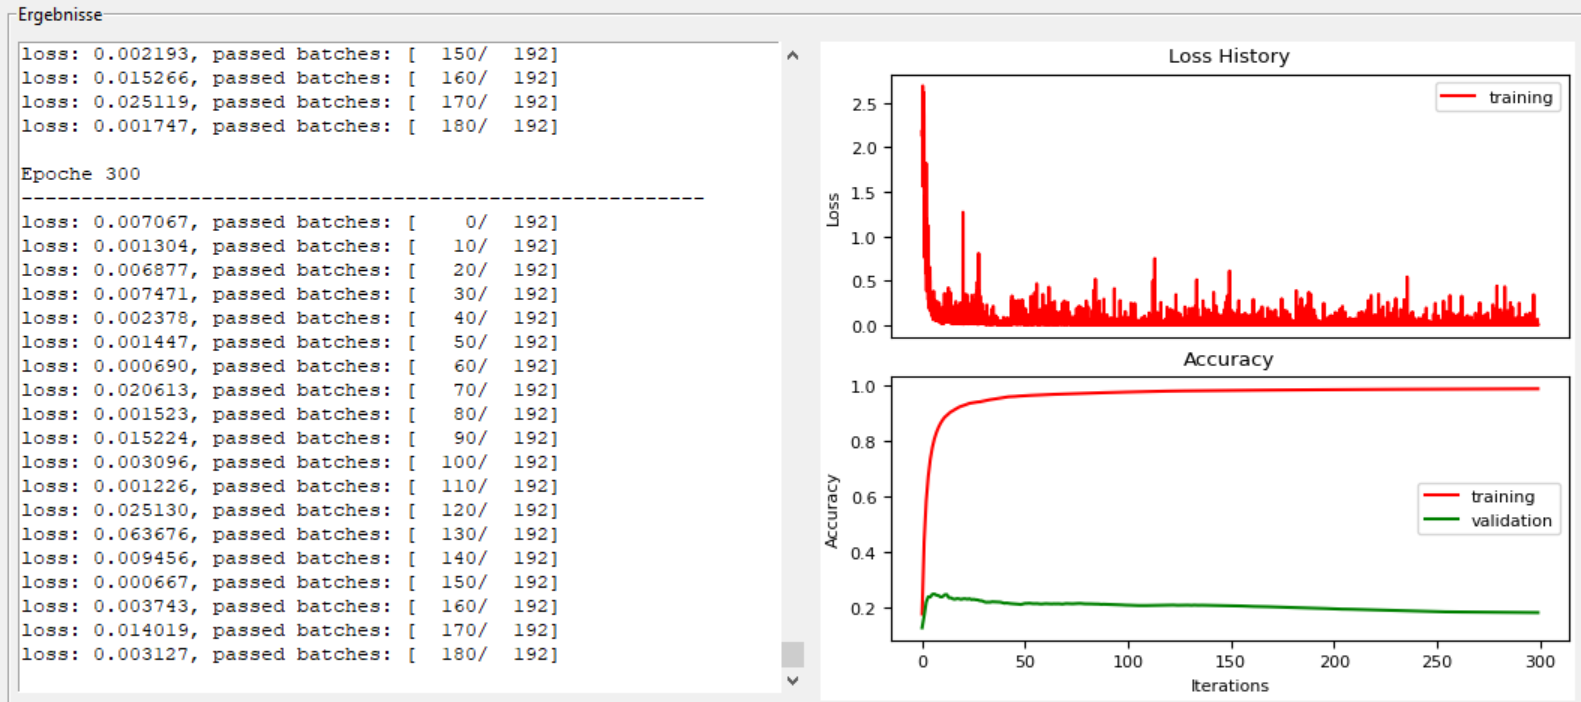 Ergebnisse
loss: 0.002193, passed batches: [  150/  192]
loss: 0.015266, passed batches: [  160/  192]
loss: 0.025119, passed batches: [  170/  192]
loss: 0.001747, passed batches: [  180/  192]
Epoche 300
---------------------------------------------------------
loss: 0.007067, passed batches: [    0/  192]
loss: 0.001304, passed batches: [   10/  192]
loss: 0.006877, passed batches: [   20/  192]
loss: 0.007471, passed batches: [   30/  192]
loss: 0.002378, passed batches: [   40/  192]
loss: 0.001447, passed batches: [   50/  192]
loss: 0.000690, passed batches: [   60/  192]
loss: 0.020613, passed batches: [   70/  192]
loss: 0.001523, passed batches: [   80/  192]
loss: 0.015224, passed batches: [   90/  192]
loss: 0.003096, passed batches: [  100/  192]
loss: 0.001226, passed batches: [  110/  192]
loss: 0.025130, passed batches: [  120/  192]
loss: 0.063676, passed batches: [  130/  192]
loss: 0.009456, passed batches: [  140/  192]
loss: 0.000667, passed batches: [  150/  192]
loss: 0.003743, passed batches: [  160/  192]
loss: 0.014019, passed batches: [  170/  192]
loss: 0.003127, passed batches: [  180/  192]
Loss History
training
2.5
2.0
1.5
1.0
0.5
0.0
Loss
Accuracy
1.0
0.8
0.6
0.4
0.2
Accuracy
training
validation
0 50 100 150 200 250 300
Iterations